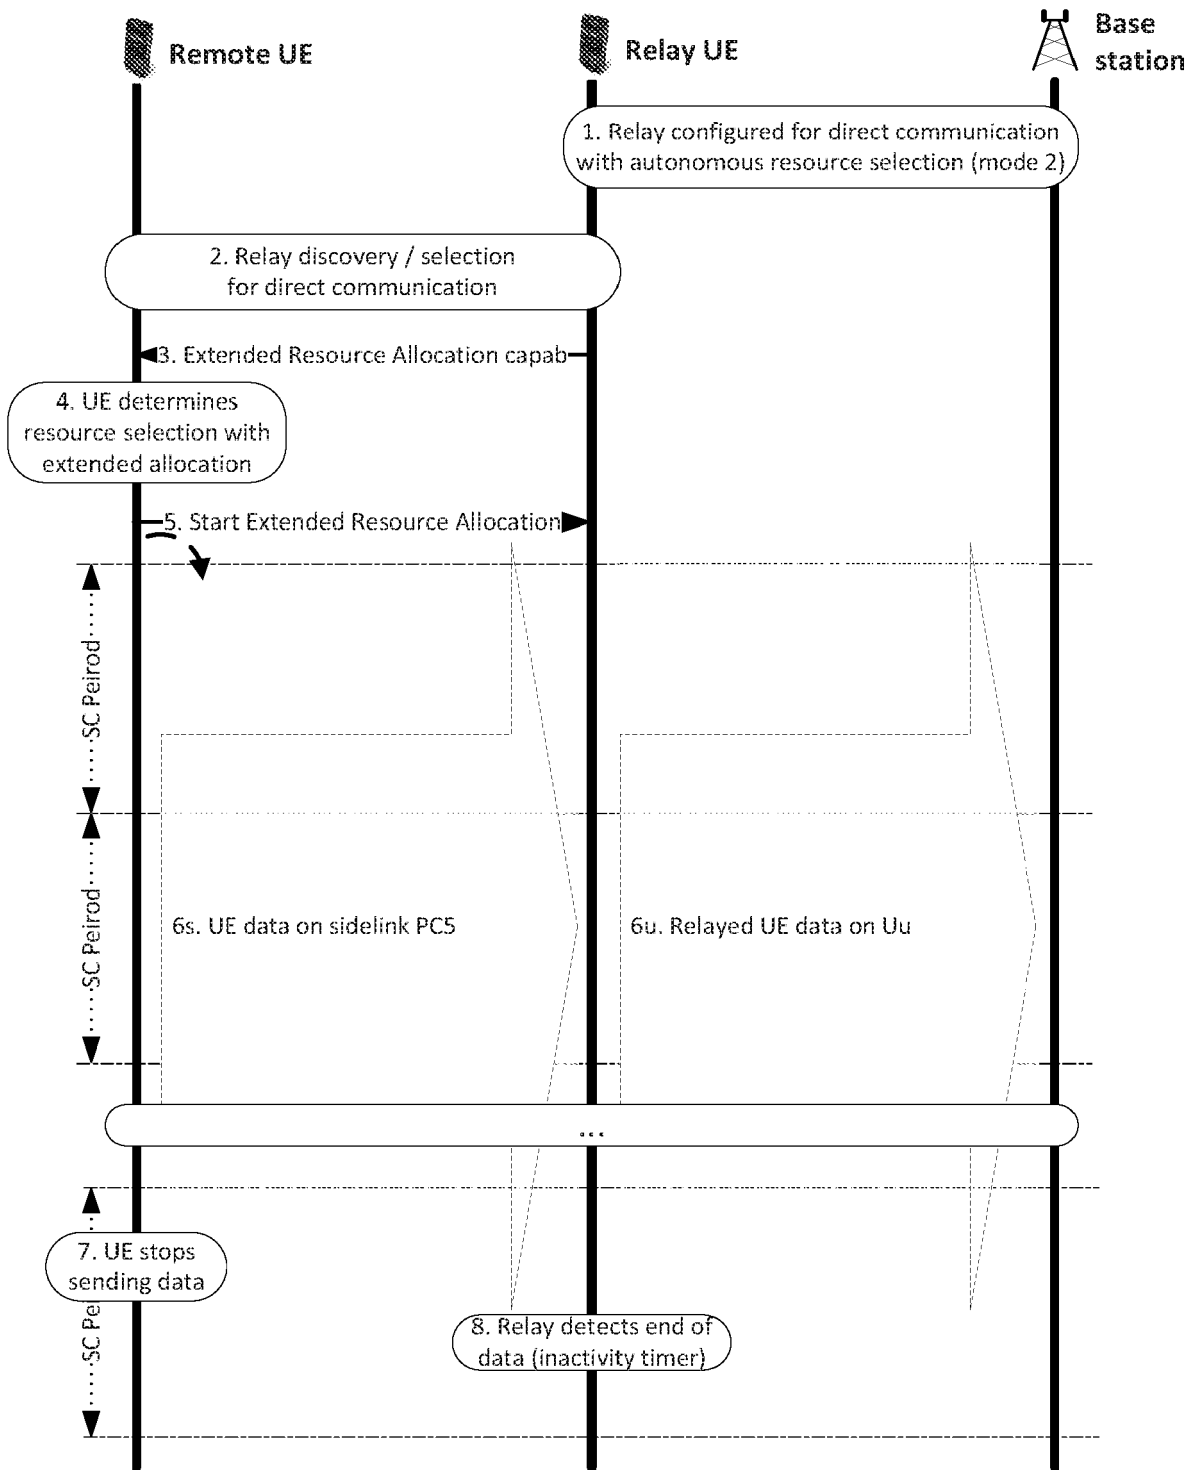 Remote UE
Relay UE
Base
station
1. Relay configured for direct communication
with autonomous resource selection (mode 2)
2. Relay discovery / selection
for direct communication
3. Extended Resource Allocation capab
4. UE determines
resource selection with
extended allocation
5. Start Extended Resource Allocation
SC Peirod
SC Peirod
6s. UE data on sidelink PC5
6u. Relayed UE data on Uu
...
7. UE stops
sending data
SC Pei
8. Relay detects end of
data (inactivity timer)